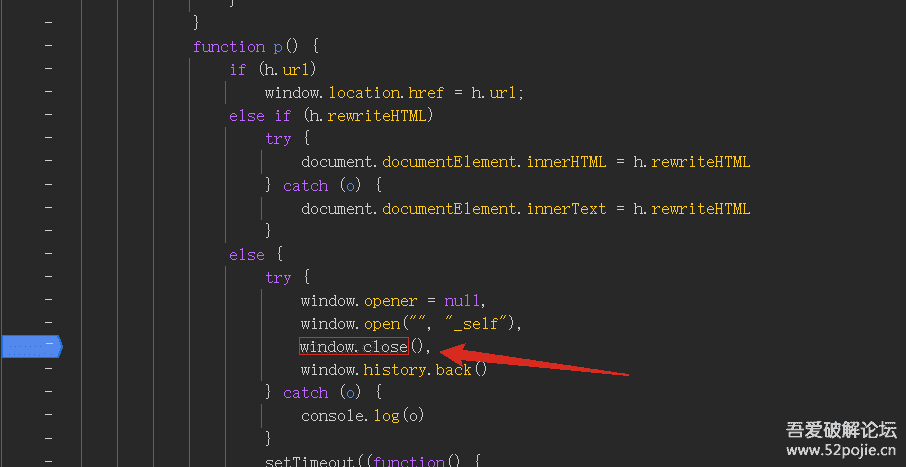 }
}
function p() {
if (h.url)
window.location.href = h.url;
else if (h.rewriteHTML)
try {
document.documentElement.innerHTML = h.rewriteHTML
} catch (o) {
document.documentElement.innerText = h.rewriteHTML
}
else {
try {
window.opener = null,
window.open("", "_self"),
window.close(),
window.history.back()
} catch (o) {
console.log(o)
}
setTimeout((function() {
吾爱破解论坛
www.52pojie.cn